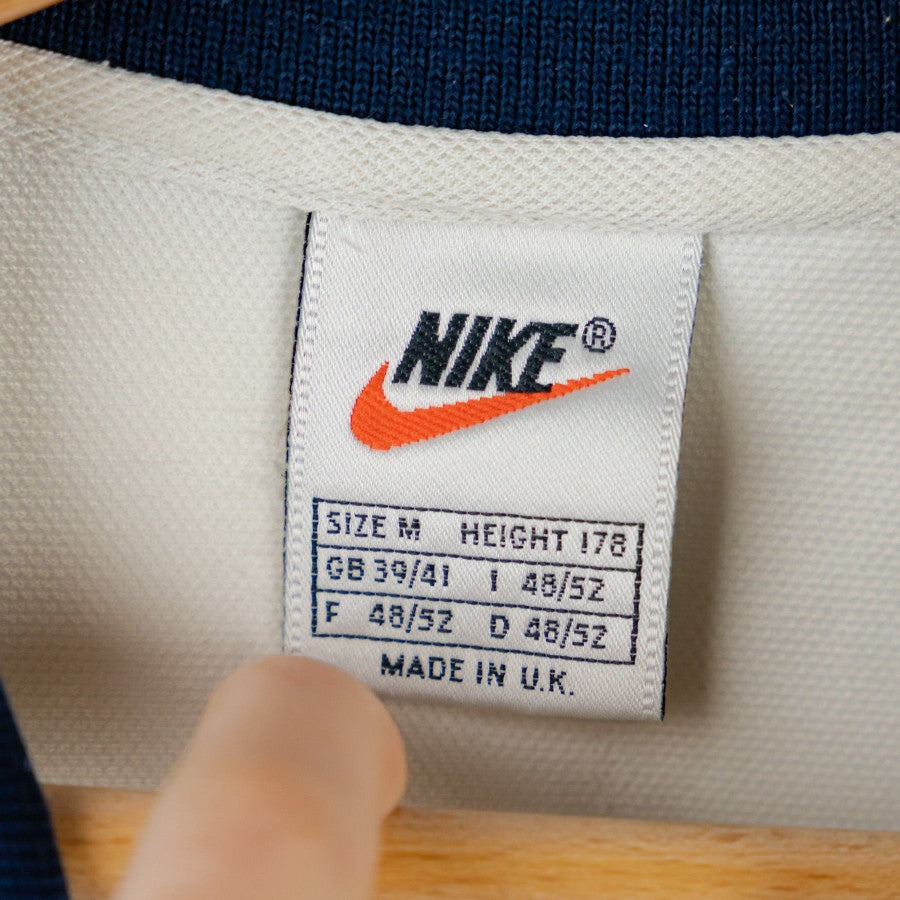 NIKE®
SIZE M HEIGHT 178
GB 39/41 I 48/52
F 48/52 D 48/52
MADE IN U.K.